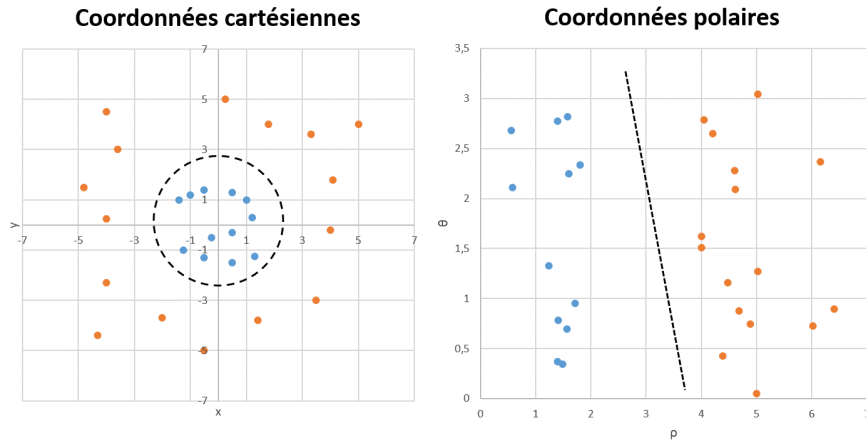 Coordonnées cartésiennes
7
5
3
1
-7 -5 -3 -1 1 3 5 7
-1
-3
-5
-7
y
x
Coordonnées polaires
3,5
3
2,5
2
1,5
1
0,5
0
0 1 2 3 4 5 6 7
θ
ρ